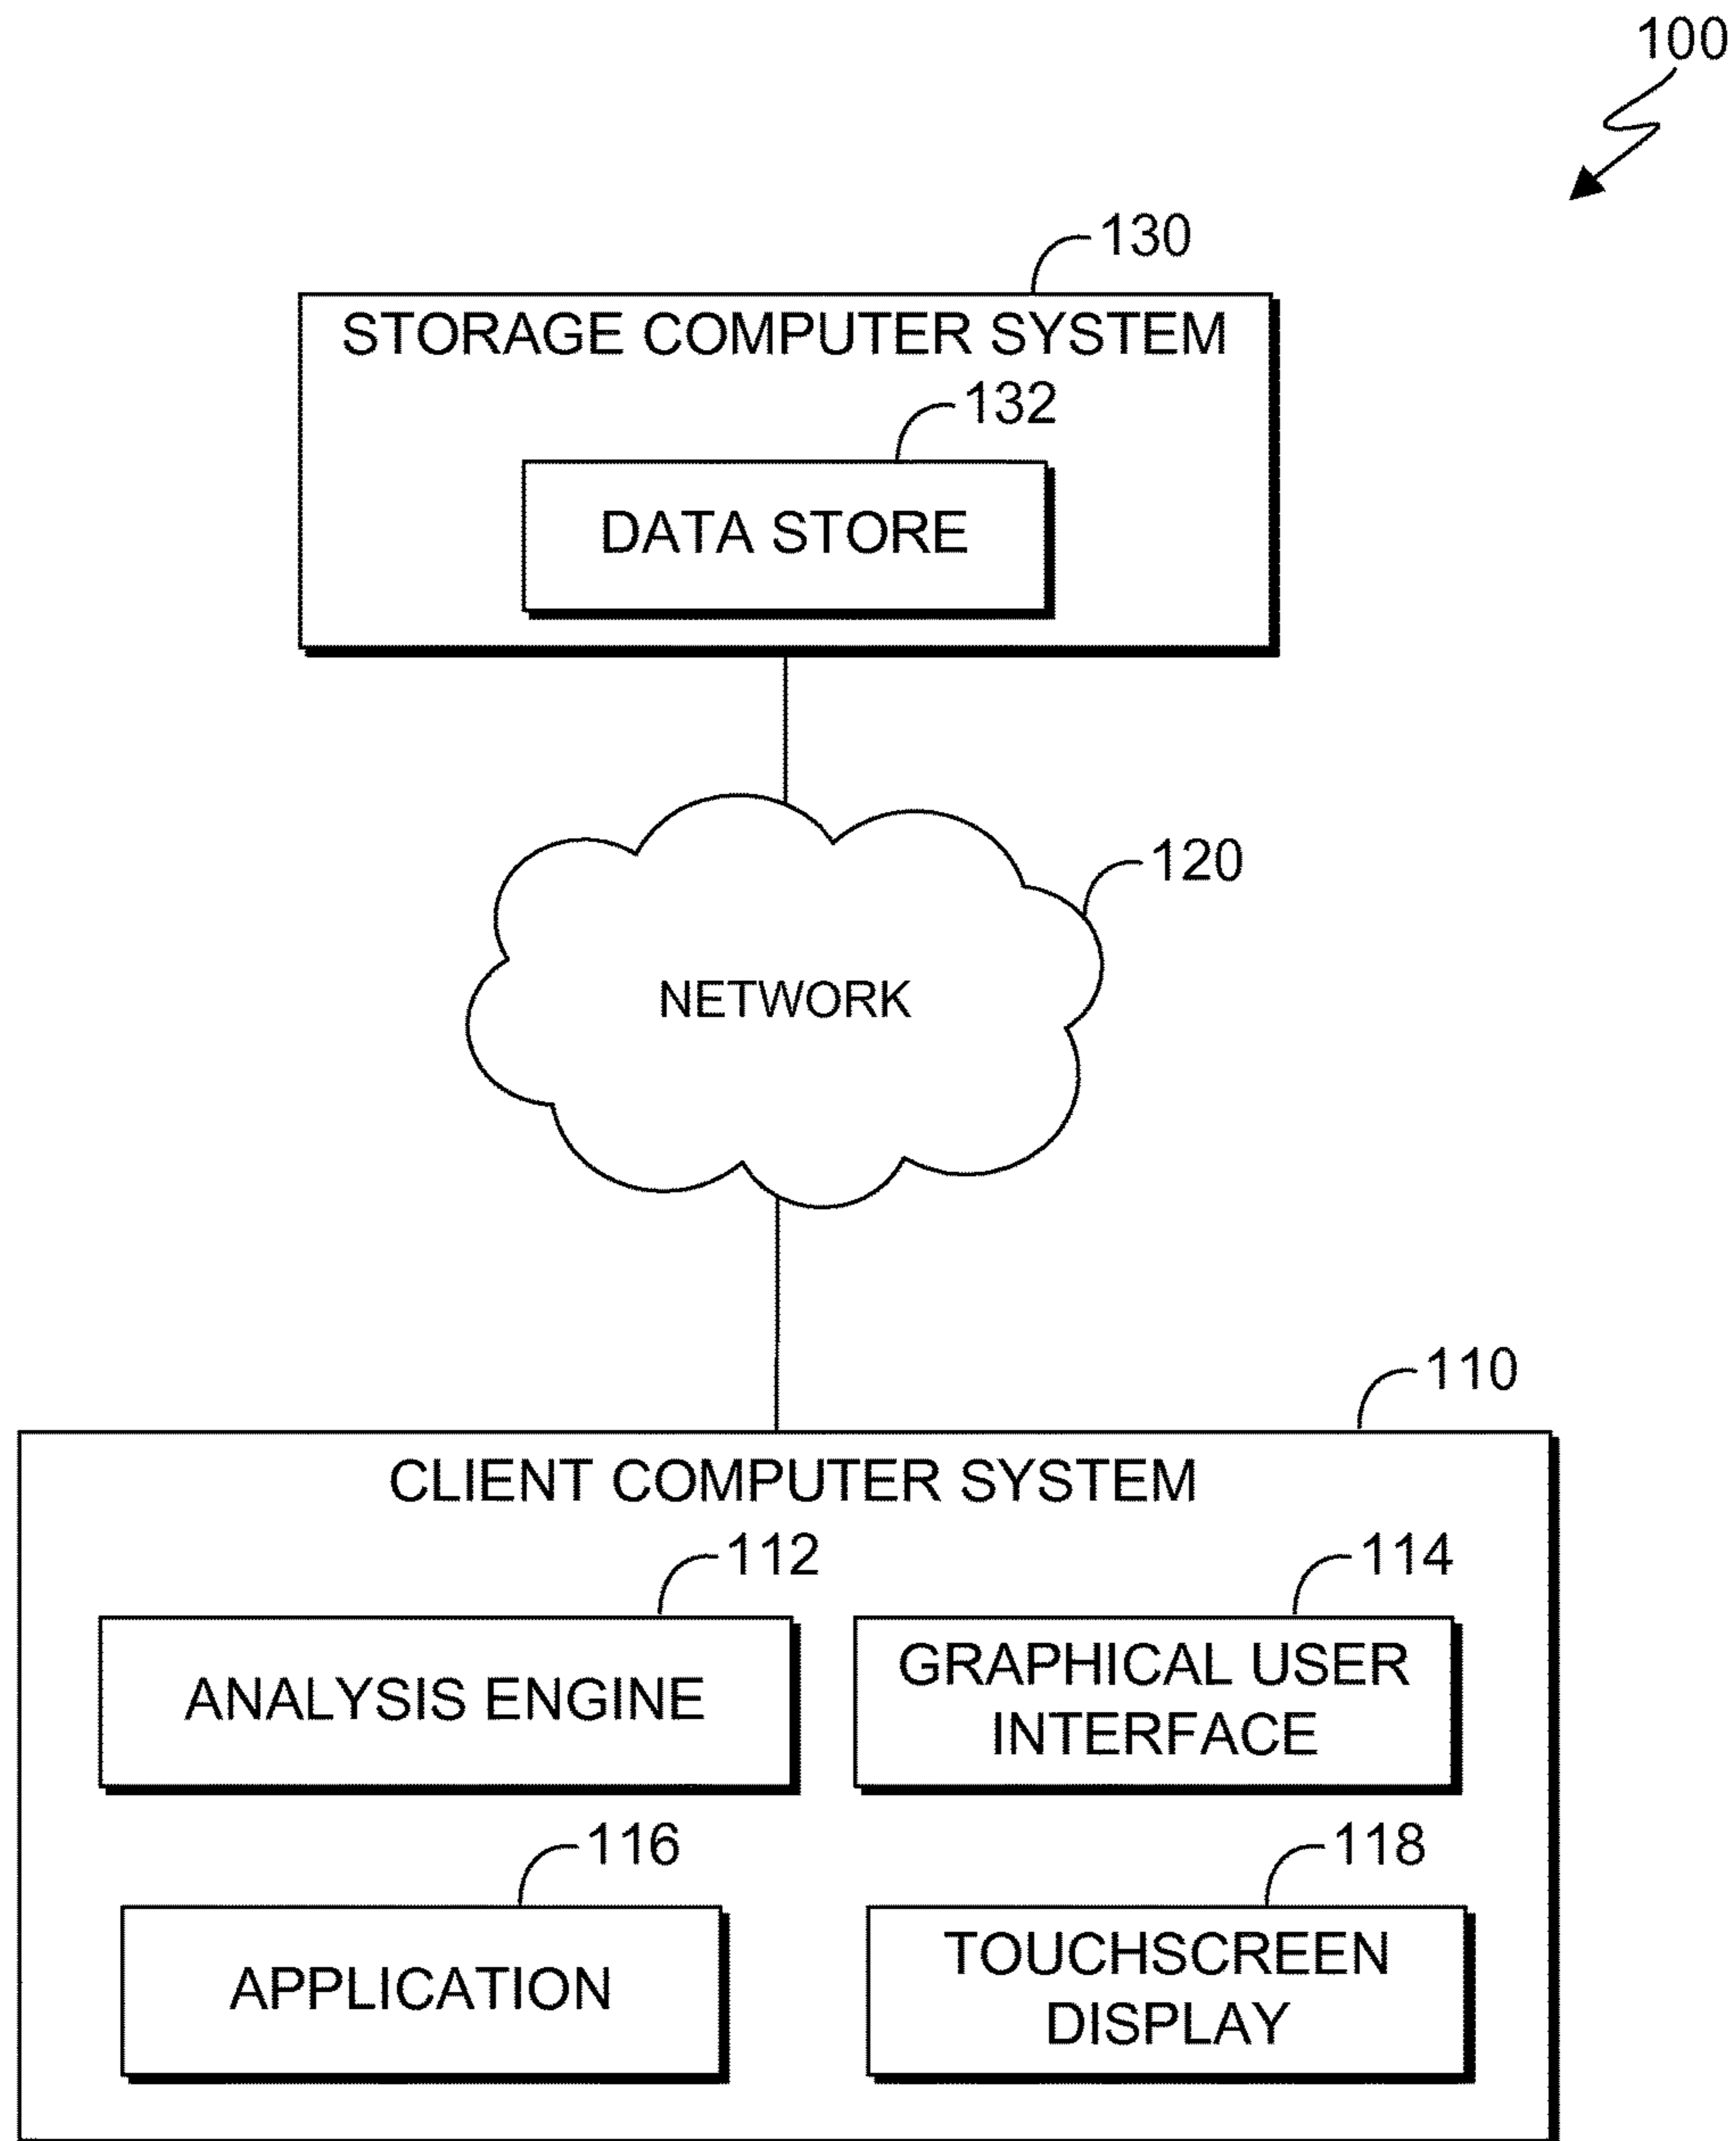 100
130
STORAGE COMPUTER SYSTEM
132
DATA STORE
120
NETWORK
110
CLIENT COMPUTER SYSTEM
112
114
ANALYSIS ENGINE
GRAPHICAL USER
INTERFACE
116
118
APPLICATION
TOUCHSCREEN
DISPLAY